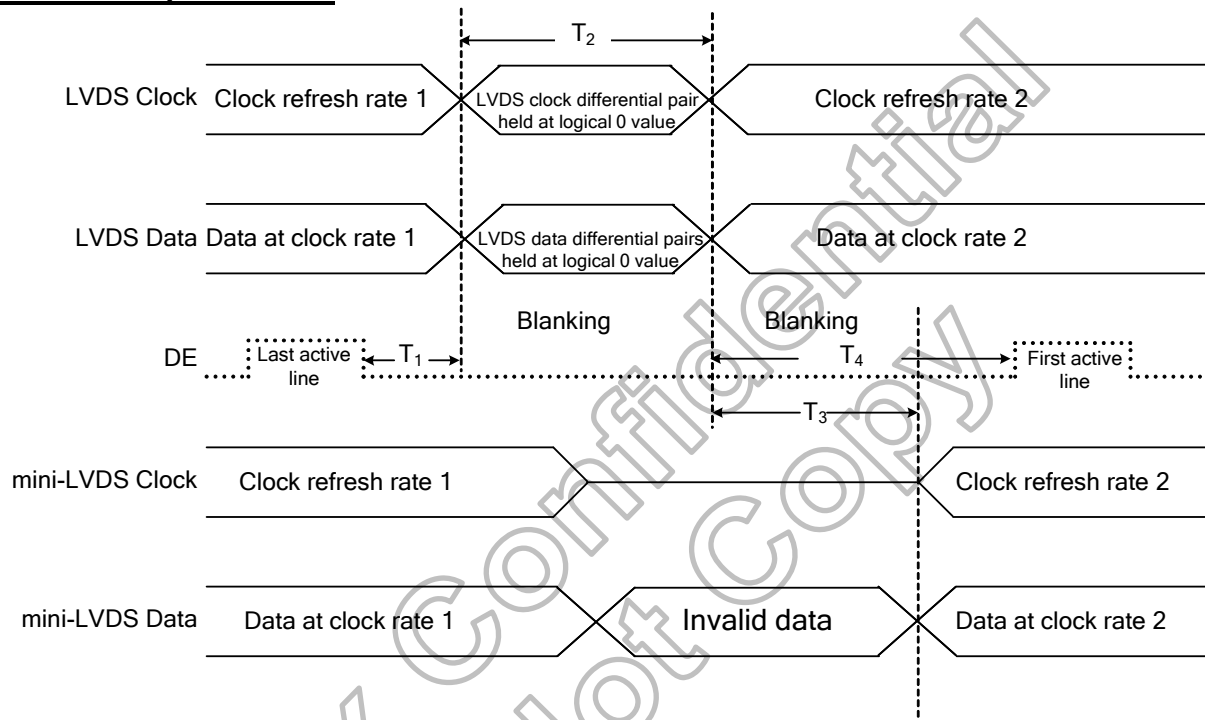 T2
LVDS Clock
Clock refresh rate 1
LVDS clock differential pair
held at logical 0 value
Clock refresh rate 2
LVDS Data
Data at clock rate 1
LVDS data differential pairs
held at logical 0 value
Data at clock rate 2
Blanking
Blanking
DE
Last active
line
T1
T4
First active
line
T3
mini-LVDS Clock
Clock refresh rate 1
Clock refresh rate 2
mini-LVDS Data
Data at clock rate 1
Invalid data
Data at clock rate 2
Confidential
Copy